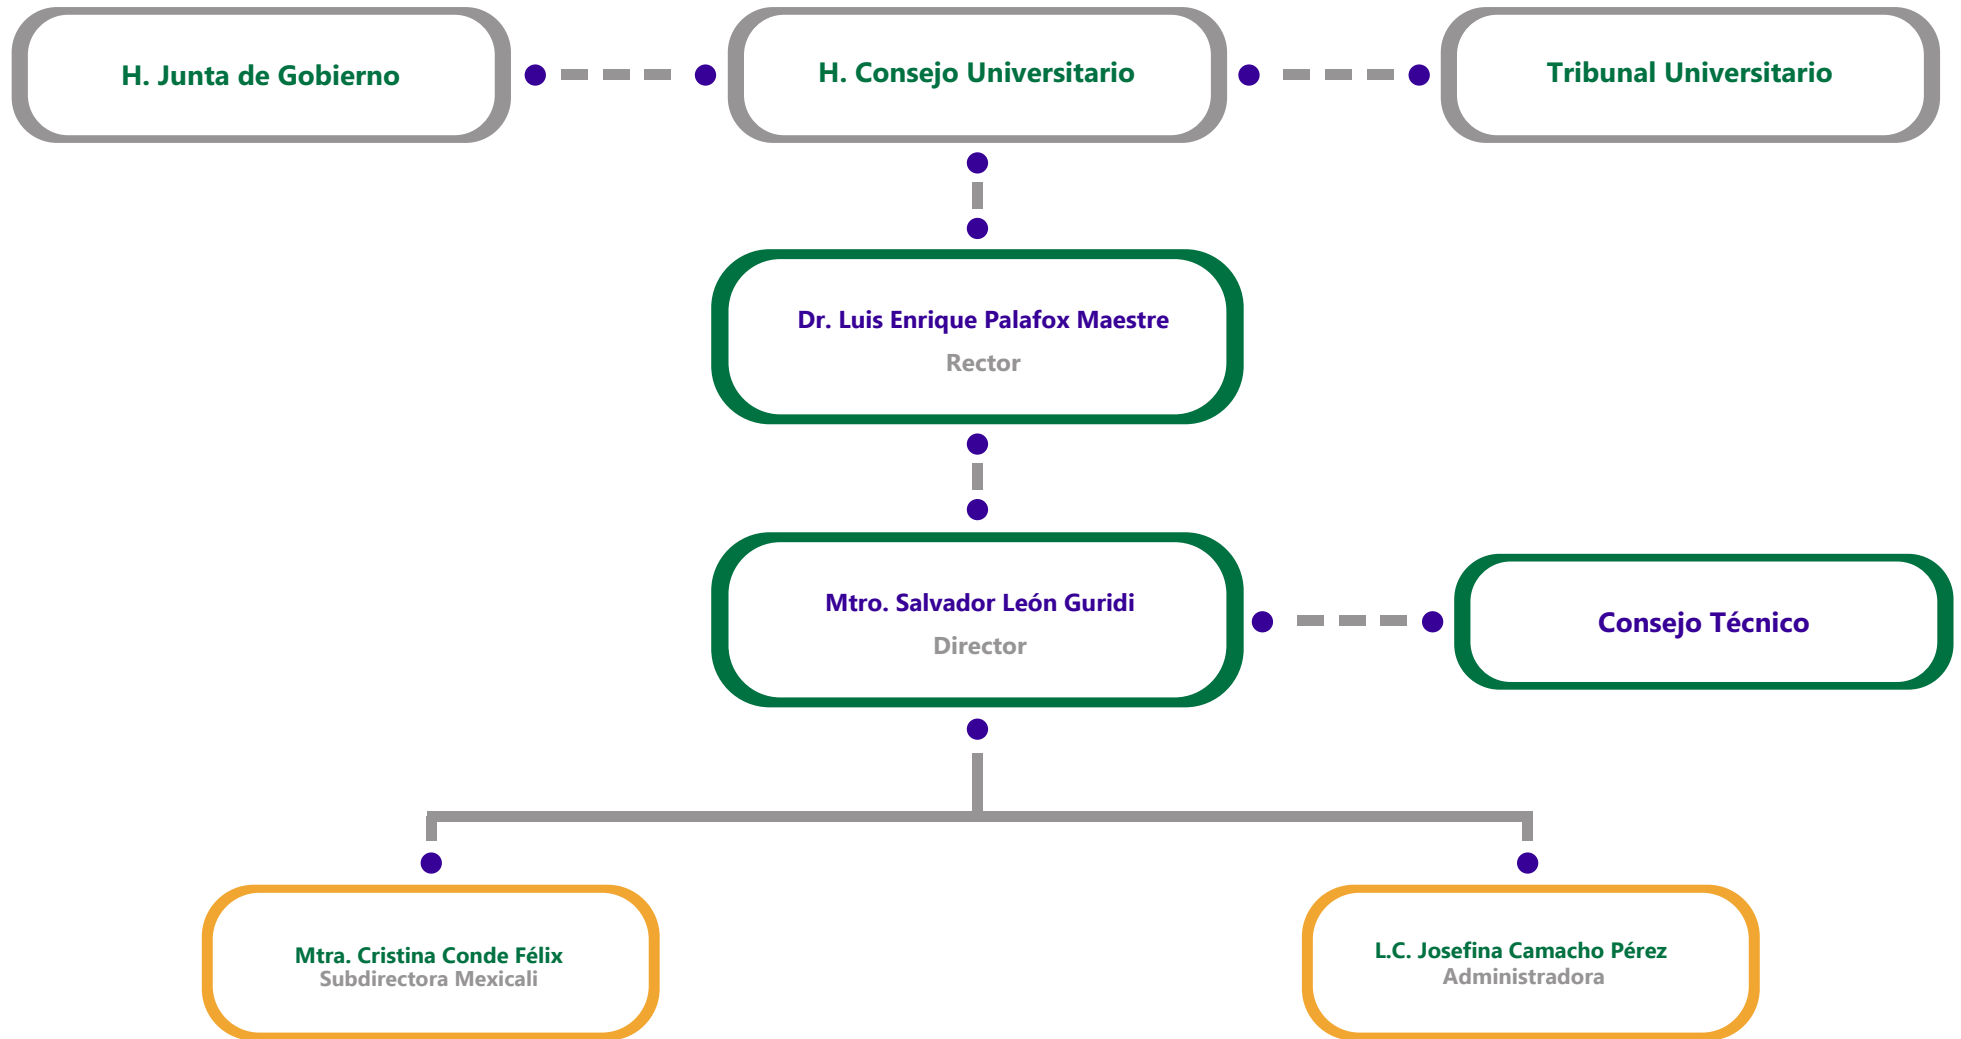 H. Junta de Gobierno
H. Consejo Universitario
Tribunal Universitario
Dr. Luis Enrique Palafox Maestre
Rector
Mtro. Salvador León Guridi
Director
Consejo Técnico
Mtra. Cristina Conde Félix
Subdirectora Mexicali
L.C. Josefina Camacho Pérez
Administradora